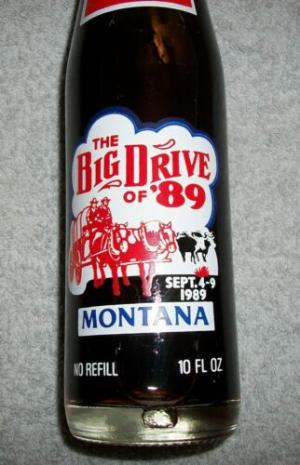 THE
BIG DRIVE
OF '89
SEPT. 4-9
1989
MONTANA
NO REFILL 10 FL OZ